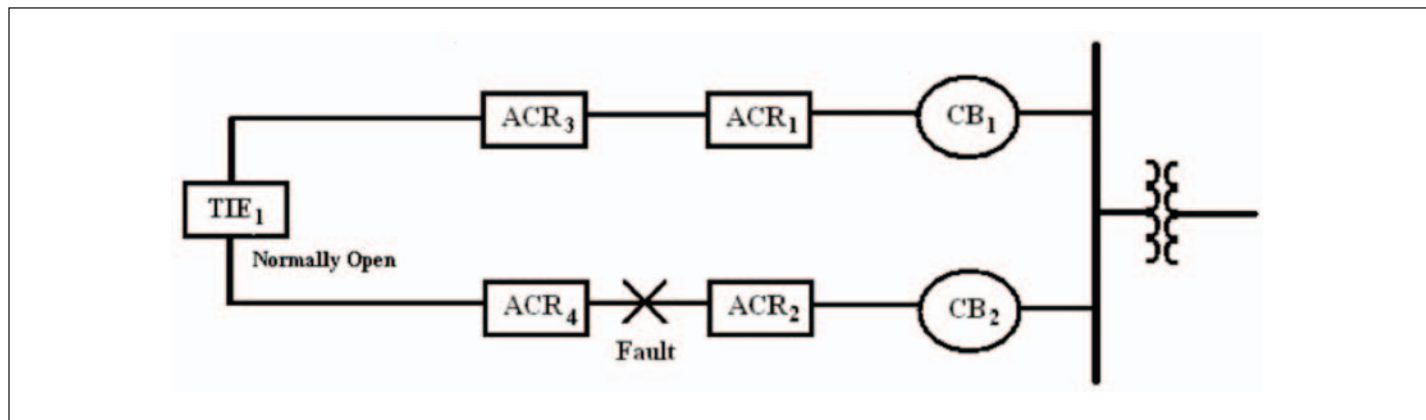 ACR₃
ACR₁
CB₁
TIE₁
Normally Open
ACR₄
ACR₂
CB₂
Fault